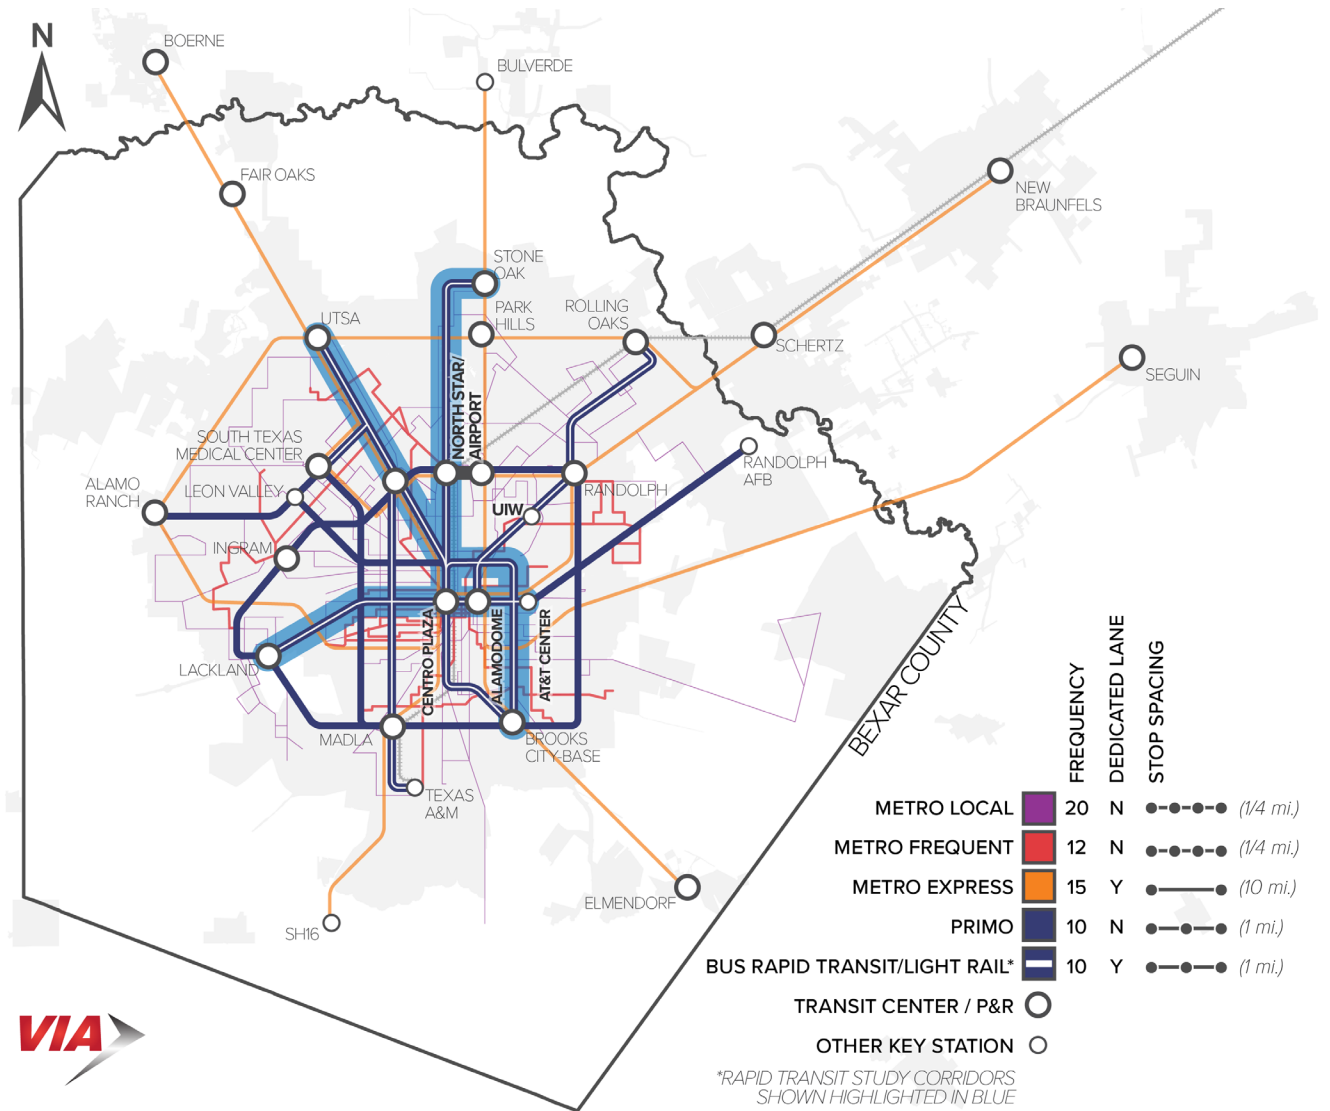 N
BOERNE
BULVERDE
FAIR OAKS
NEW
BRAUNFELS
STONE
OAK
UTSA
PARK
HILLS
ROLLING
OAKS
SCHERTZ
SEGUIN
NORTH STAR/
AIRPORT
SOUTH TEXAS
MEDICAL CENTER
RANDOLPH
AFB
ALAMO
RANCH
LEON VALLEY
RANDOLPH
UIW
INGRAM
LACKLAND
CENTRO PLAZA
ALAMODOME
AT&T CENTER
MADLA
BROOKS
CITY-BASE
TEXAS
A&M
SH16
ELMENDORF
BEXAR COUNTY
FREQUENCY
DEDICATED LANE
STOP SPACING
METRO LOCAL 20 N (1/4 mi.)
METRO FREQUENT 12 N (1/4 mi.)
METRO EXPRESS 15 Y (10 mi.)
PRIMO 10 N (1 mi.)
BUS RAPID TRANSIT/LIGHT RAIL* 10 Y (1 mi.)
TRANSIT CENTER / P&R
OTHER KEY STATION
*RAPID TRANSIT STUDY CORRIDORS
SHOWN HIGHLIGHTED IN BLUE
VIA